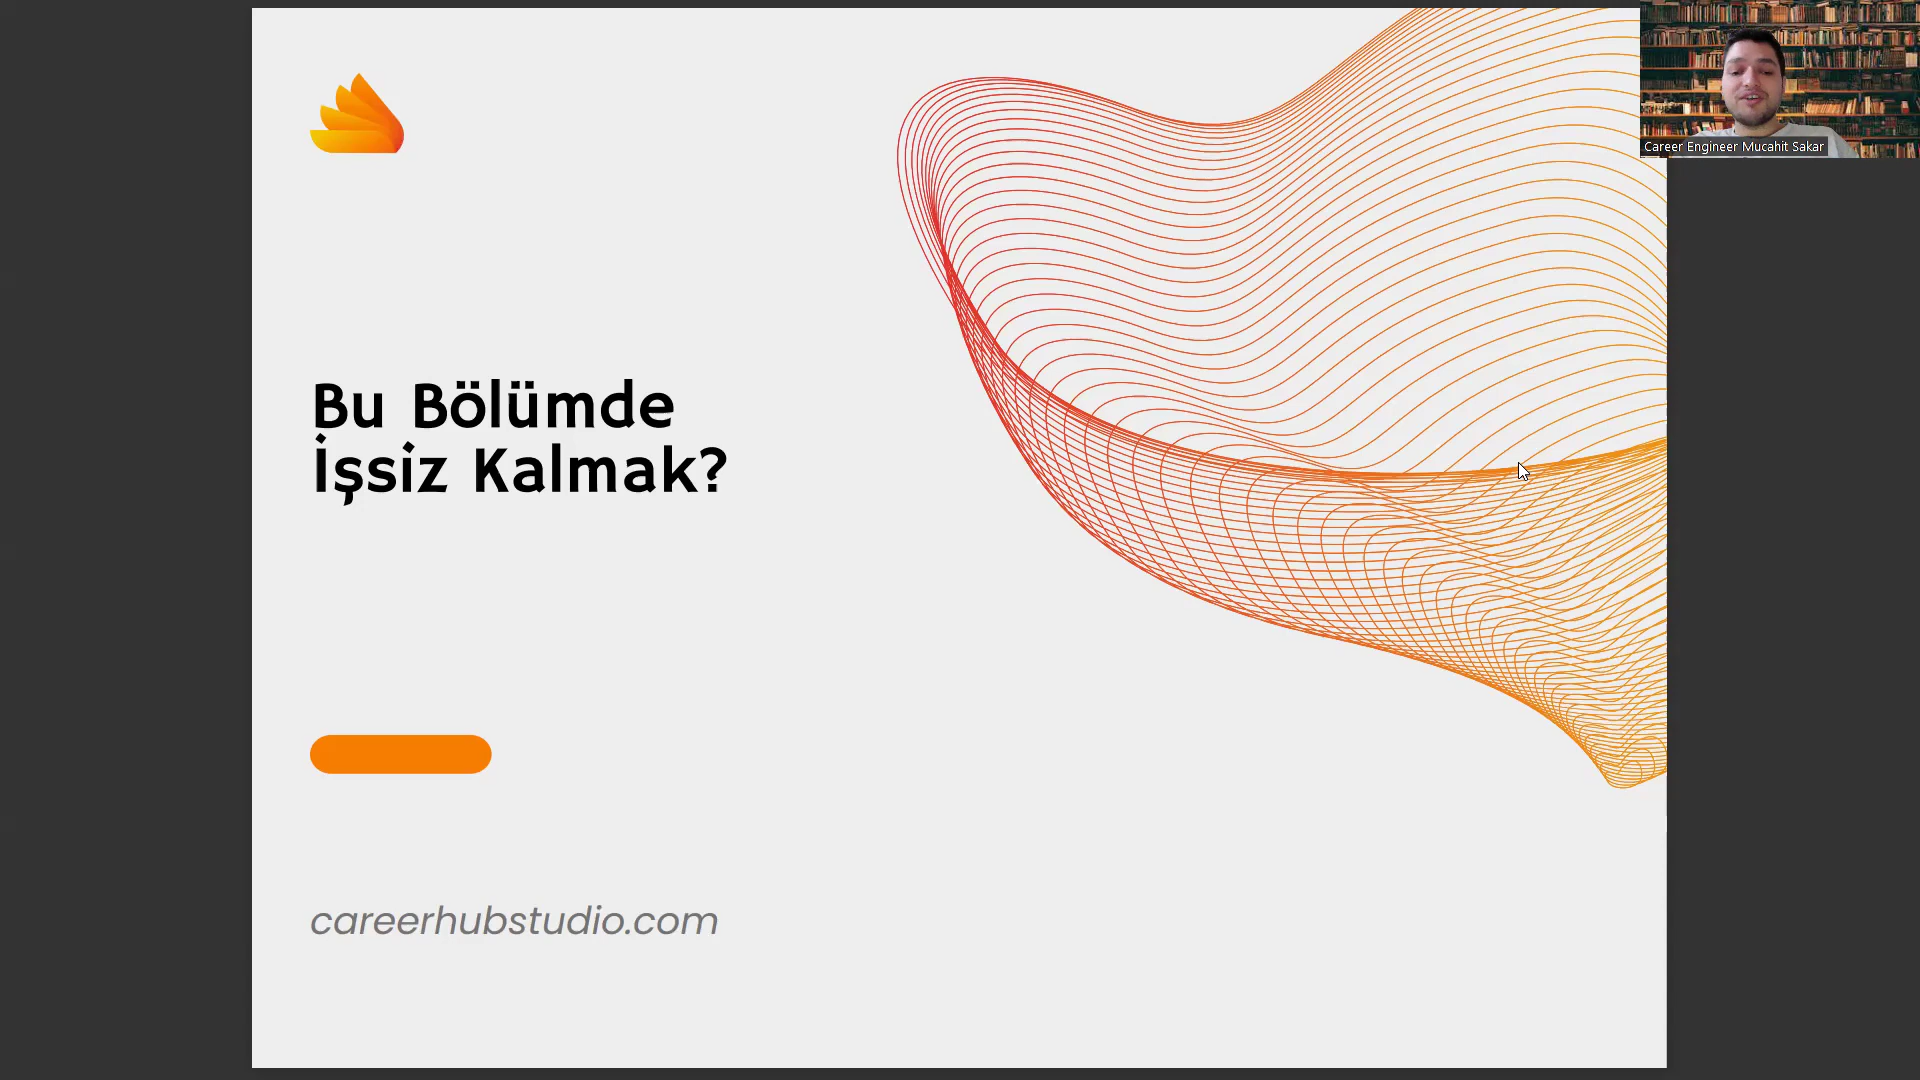 Career Engineer Mucahit Sakar
Bu Bölümde
İşsiz Kalmak?
careerhubstudio.com